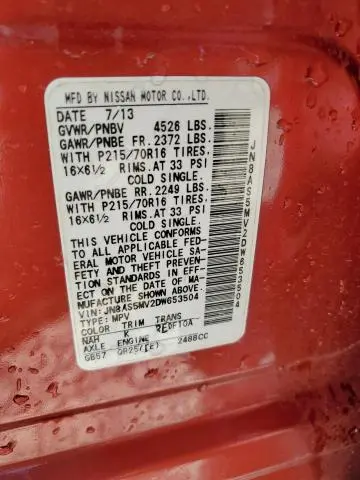 MFD BY NISSAN MOTOR CO.,LTD.
DATE 7/13
GVWR/PNBV 4526 LBS.
GAWR/PNBE FR. 2372 LBS.
WITH P215/70R16 TIRES,
16X6½ RIMS.AT 33 PSI
COLD SINGLE.
GAWR/PNBE RR. 2249 LBS.
WITH P215/70R16 TIRES,
16X6½ RIMS.AT 33 PSI
COLD SINGLE.
THIS VEHICLE CONFORMS
TO ALL APPLICABLE FED-
ERAL MOTOR VEHICLE SA-
FETY AND THEFT PREVEN-
TION STANDARDS IN EFF-
ECT ON THE DATE OF MA-
NUFACTURE SHOWN ABOVE.
VIN: JN8AS5MV2DW653504
TYPE: MPV
COLOR TRIM TRANS
NAH K RE0F10A
AXLE ENGINE
GB57 QR25(E) 2488CC
JN8AS5MV2DW653504